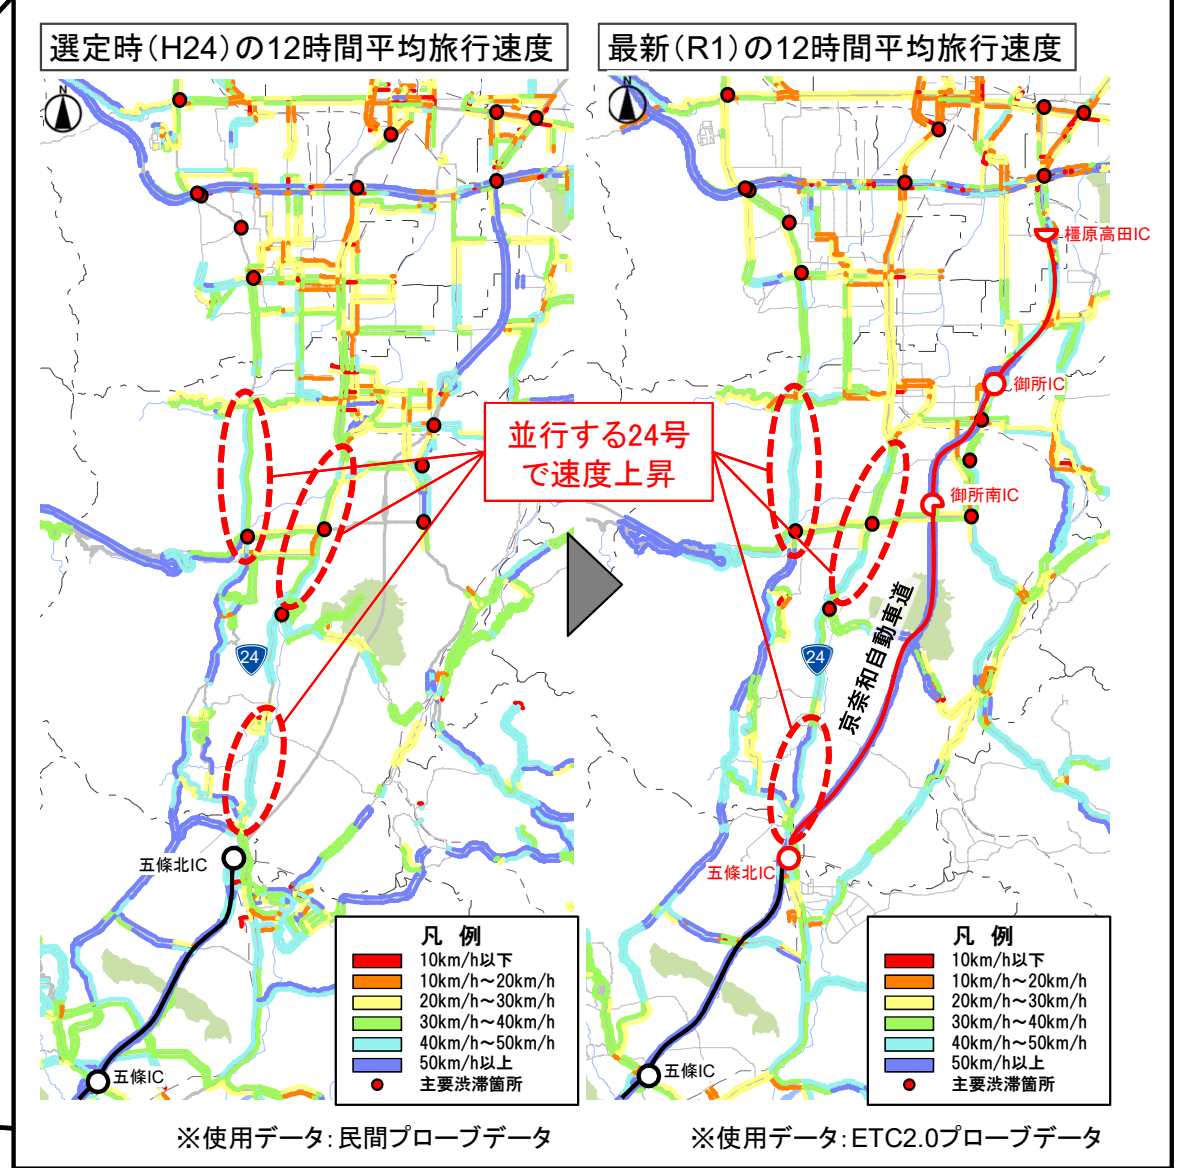 選定時(H24)の12時間平均旅行速度
最新(R1)の12時間平均旅行速度
N
N
橿原高田IC
御所IC
並行する24号
で速度上昇
御所南IC
京奈和自動車道
24
24
五條北IC
五條北IC
凡 例
10km/h以下
10km/h～20km/h
20km/h～30km/h
30km/h～40km/h
40km/h～50km/h
50km/h以上
主要渋滞箇所
凡 例
10km/h以下
10km/h～20km/h
20km/h～30km/h
30km/h～40km/h
40km/h～50km/h
50km/h以上
主要渋滞箇所
五條IC
五條IC
※使用データ：民間プローブデータ
※使用データ：ETC2.0プローブデータ